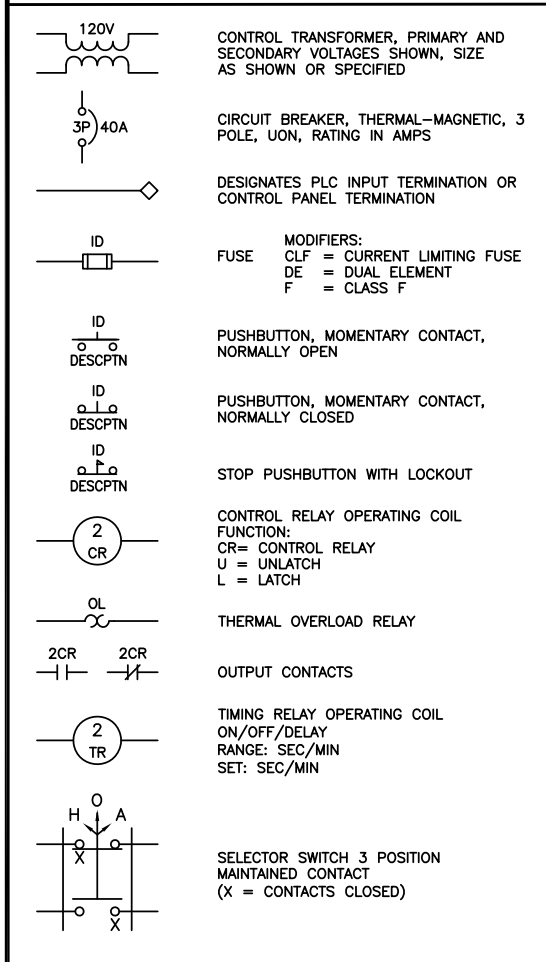 120V
CONTROL TRANSFORMER, PRIMARY AND
SECONDARY VOLTAGES SHOWN, SIZE
AS SHOWN OR SPECIFIED
3P 40A
CIRCUIT BREAKER, THERMAL-MAGNETIC, 3
POLE, UON, RATING IN AMPS
DESIGNATES PLC INPUT TERMINATION OR
CONTROL PANEL TERMINATION
ID
FUSE
MODIFIERS:
CLF = CURRENT LIMITING FUSE
DE = DUAL ELEMENT
F = CLASS F
ID
DESCPTN
PUSHBUTTON, MOMENTARY CONTACT,
NORMALLY OPEN
ID
DESCPTN
PUSHBUTTON, MOMENTARY CONTACT,
NORMALLY CLOSED
ID
DESCPTN
STOP PUSHBUTTON WITH LOCKOUT
2
CR
CONTROL RELAY OPERATING COIL
FUNCTION:
CR= CONTROL RELAY
U = UNLATCH
L = LATCH
OL
THERMAL OVERLOAD RELAY
2CR 2CR
OUTPUT CONTACTS
2
TR
TIMING RELAY OPERATING COIL
ON/OFF/DELAY
RANGE: SEC/MIN
SET: SEC/MIN
H O A
X
X
SELECTOR SWITCH 3 POSITION
MAINTAINED CONTACT
(X = CONTACTS CLOSED)